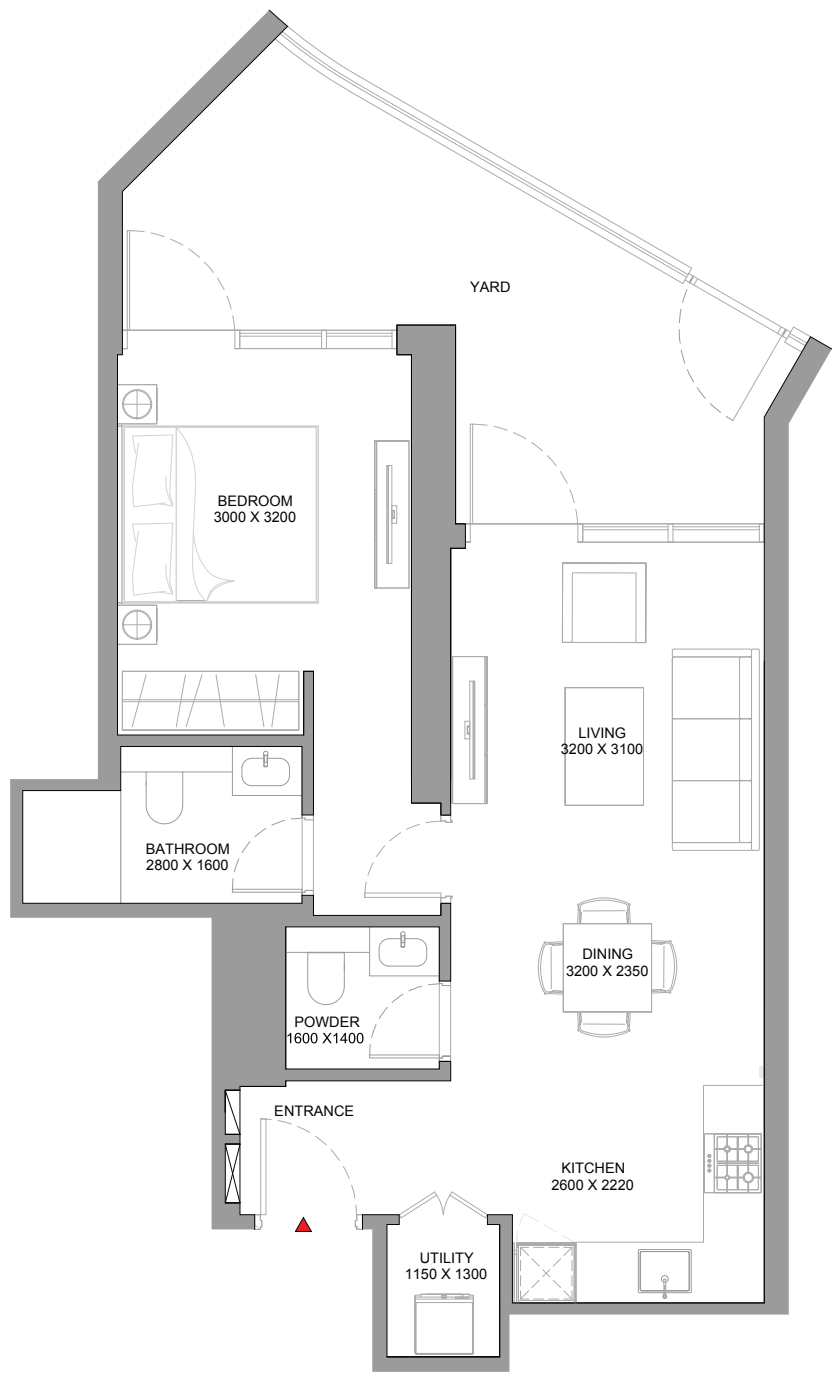 YARD
BEDROOM
3000 X 3200
LIVING
3200 X 3100
BATHROOM
2800 X 1600
DINING
3200 X 2350
POWDER
1600 X1400
ENTRANCE
KITCHEN
2600 X 2220
UTILITY
1150 X 1300